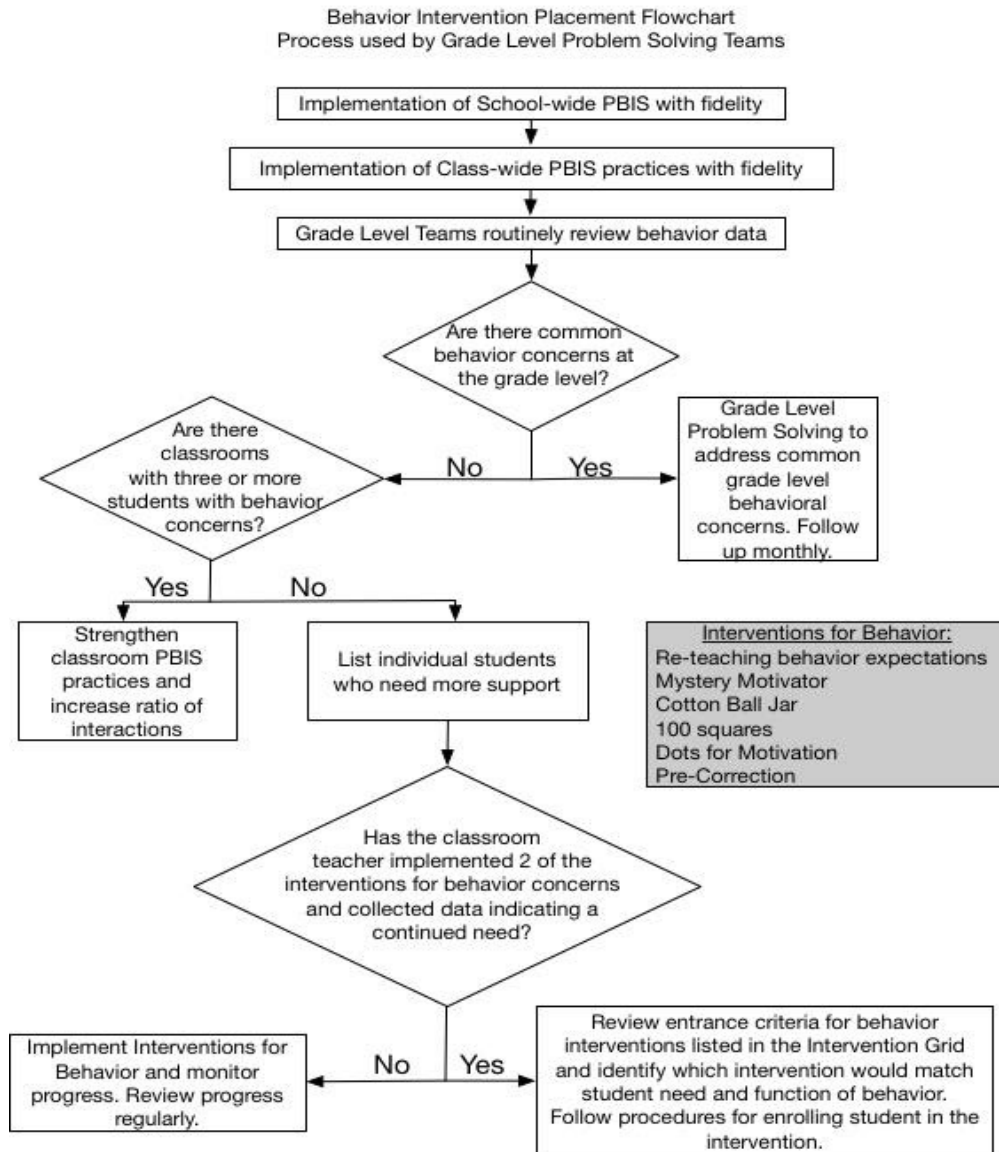 Behavior Intervention Placement Flowchart
Process used by Grade Level Problem Solving Teams
Implementation of School-wide PBIS with fidelity
Implementation of Class-wide PBIS practices with fidelity
Grade Level Teams routinely review behavior data
Are there common
behavior concerns at
the grade level?
No
Yes
Grade Level
Problem Solving to
address common
grade level
behavioral
concerns. Follow
up monthly.
Are there
classrooms
with three or more
students with behavior
concerns?
Yes
No
Strengthen
classroom PBIS
practices and
increase ratio of
interactions
List individual students
who need more support
Interventions for Behavior:
Re-teaching behavior expectations
Mystery Motivator
Cotton Ball Jar
100 squares
Dots for Motivation
Pre-Correction
Has the classroom
teacher implemented 2 of the
interventions for behavior concerns
and collected data indicating a
continued need?
No
Yes
Implement Interventions for
Behavior and monitor
progress. Review progress
regularly.
Review entrance criteria for behavior
interventions listed in the Intervention Grid
and identify which intervention would match
student need and function of behavior.
Follow procedures for enrolling student in the
intervention.